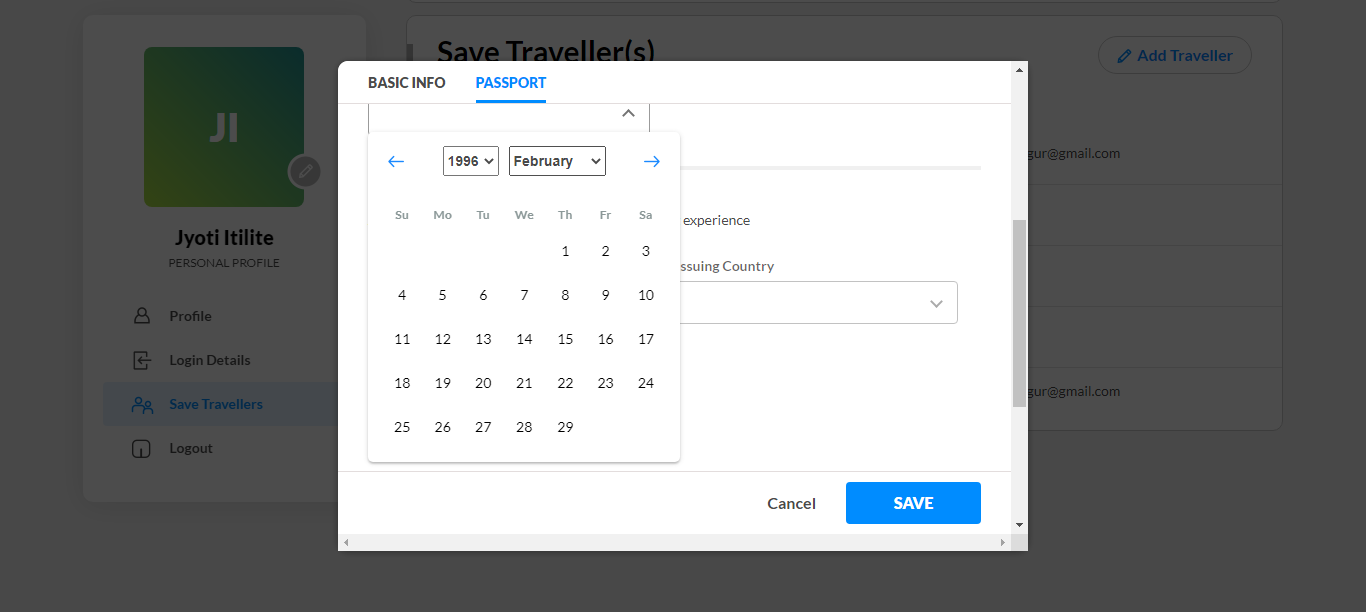 JI
Jyoti Itilite
PERSONAL PROFILE
Profile
Login Details
Save Travellers
Logout
Save Traveller(s)
Add Traveller
gur@gmail.com
gur@gmail.com
BASIC INFO PASSPORT
1996 February
Su Mo Tu We Th Fr Sa
1 2 3
4 5 6 7 8 9 10
11 12 13 14 15 16 17
18 19 20 21 22 23 24
25 26 27 28 29
experience
ssuing Country
Cancel SAVE